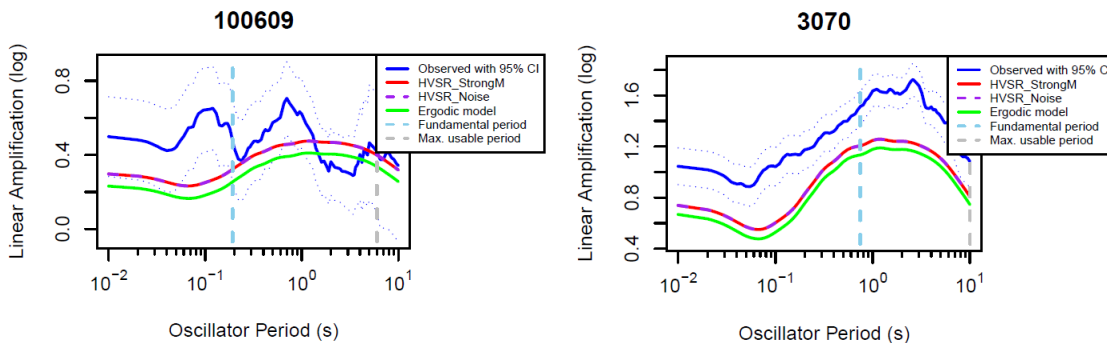 100609
Linear Amplification (log)
0.8
0.4
0.0
Observed with 95% CI
HVSR_StrongM
HVSR_Noise
Ergodic model
Fundamental period
Max. usable period
10^-2
10^-1
10^0
10^1
Oscillator Period (s)
3070
Linear Amplification (log)
1.6
1.2
0.8
0.4
Observed with 95% C
HVSR_StrongM
HVSR_Noise
Ergodic model
Fundamental period
Max. usable period
10^-2
10^-1
10^0
10^1
Oscillator Period (s)